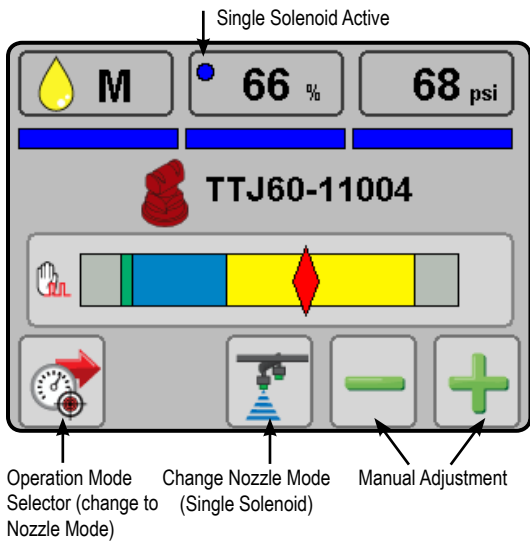 Single Solenoid Active
M
66 %
68 psi
TTJ60-11004
Operation Mode
Selector (change to
Nozzle Mode)
Change Nozzle Mode
(Single Solenoid)
Manual Adjustment